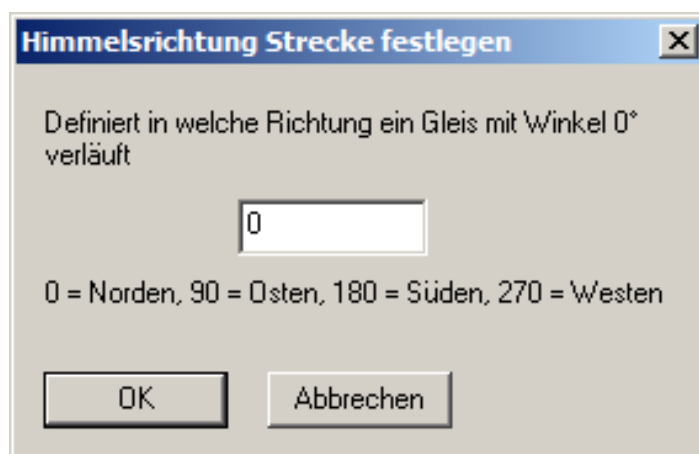 Himmelsrichtung Strecke festlegen
Definiert in welche Richtung ein Gleis mit Winkel 0°
verläuft
0
0 = Norden, 90 = Osten, 180 = Süden, 270 = Westen
OK Abbrechen